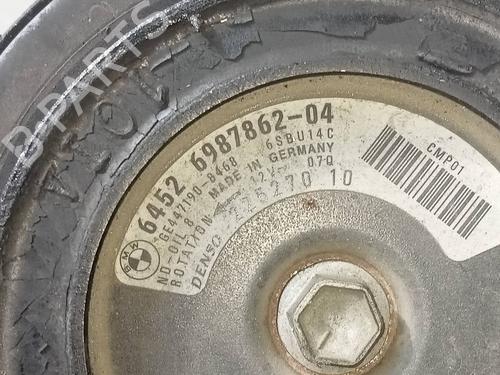 B-PARTS
BMW
6452 6987862-04
GE447190-8468 6SBU14C
ND-OIL 8 MADE IN GERMANY
ROTATION 12V 07Q
DENSO 275270 10
CMP01